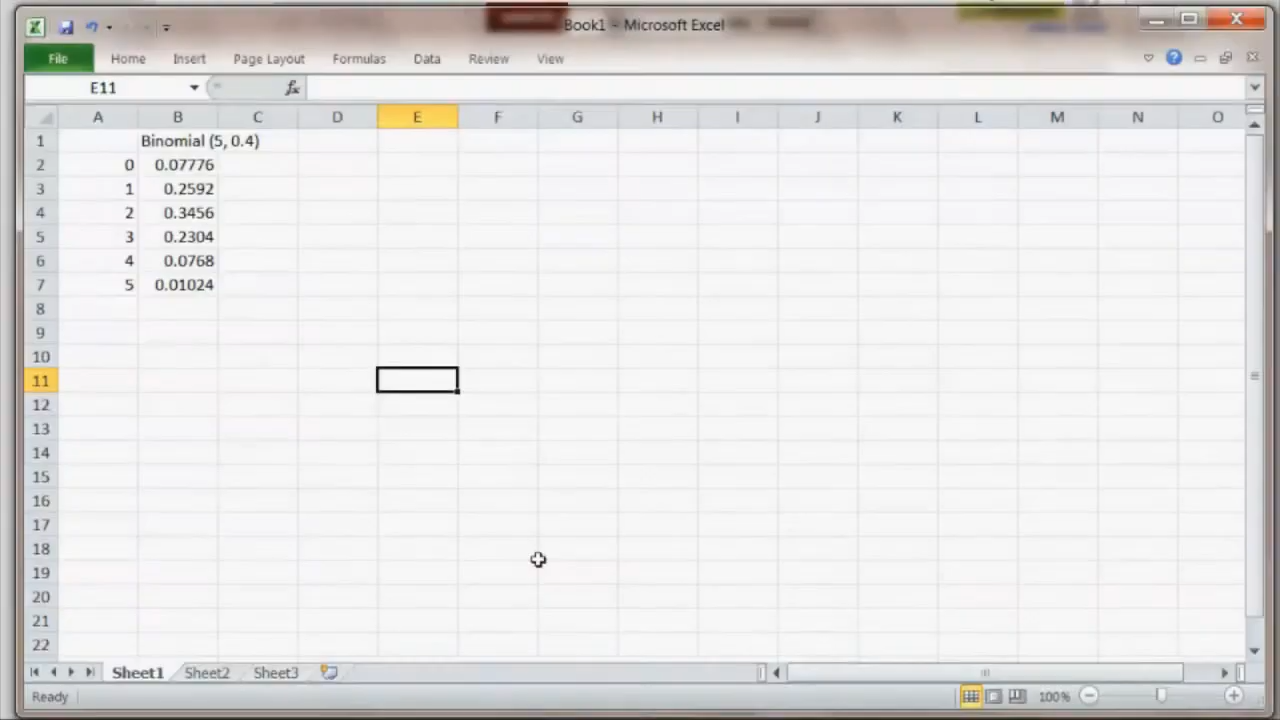 Book1 - Microsoft Excel
File Home Insert Page Layout Formulas Data Review View
E11 fx
A B C D E F G H I J K L M N O
1 Binomial (5, 0.4)
2 0 0.07776
3 1 0.2592
4 2 0.3456
5 3 0.2304
6 4 0.0768
7 5 0.01024
8
9
10
11
12
13
14
15
16
17
18
19
20
21
22
Sheet1 Sheet2 Sheet3
Ready 100%